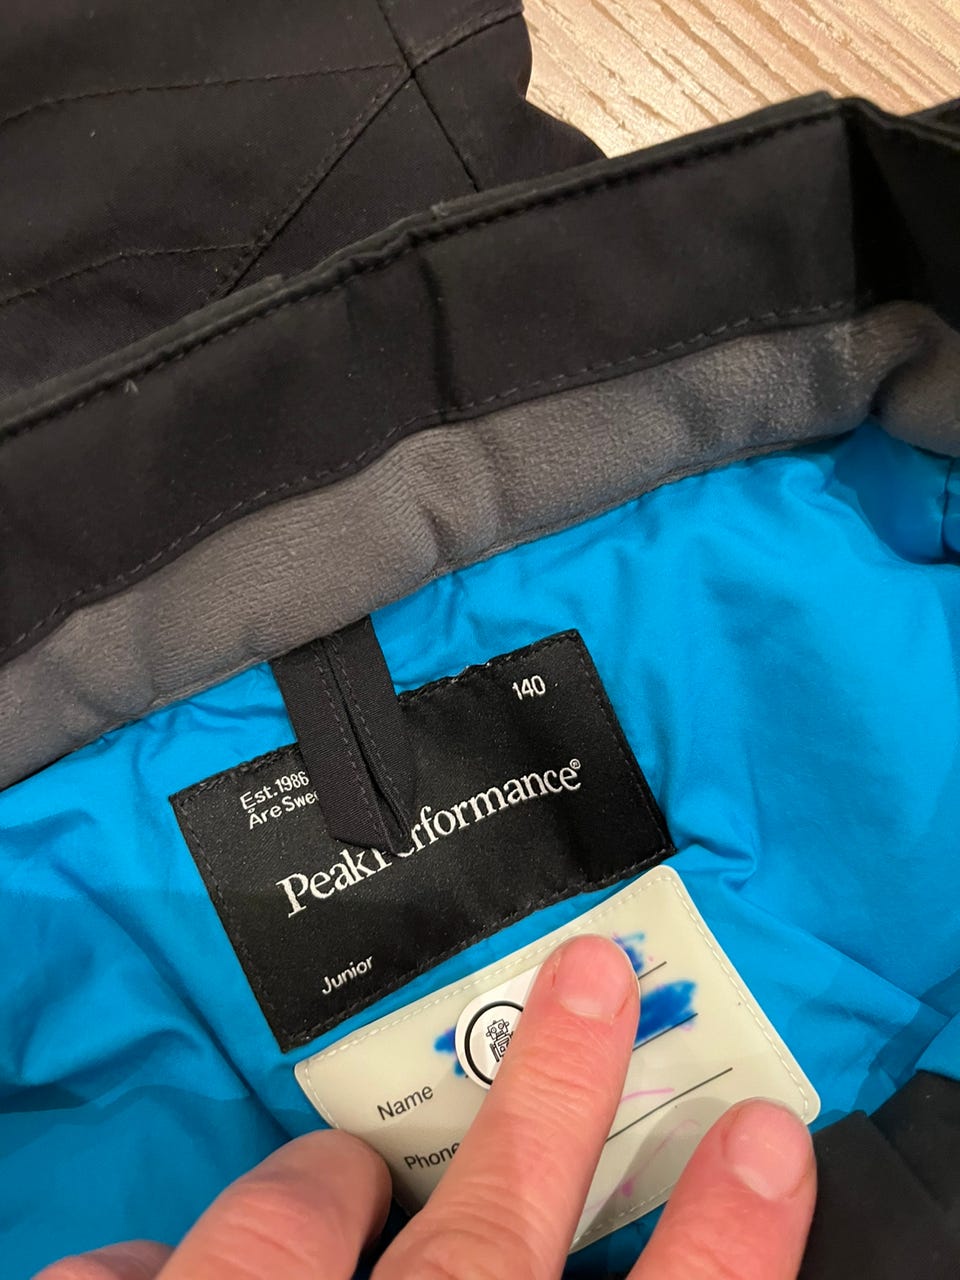 140
Est.1986
Åre Swe
PeakPerformance®
Junior
Name
Phone